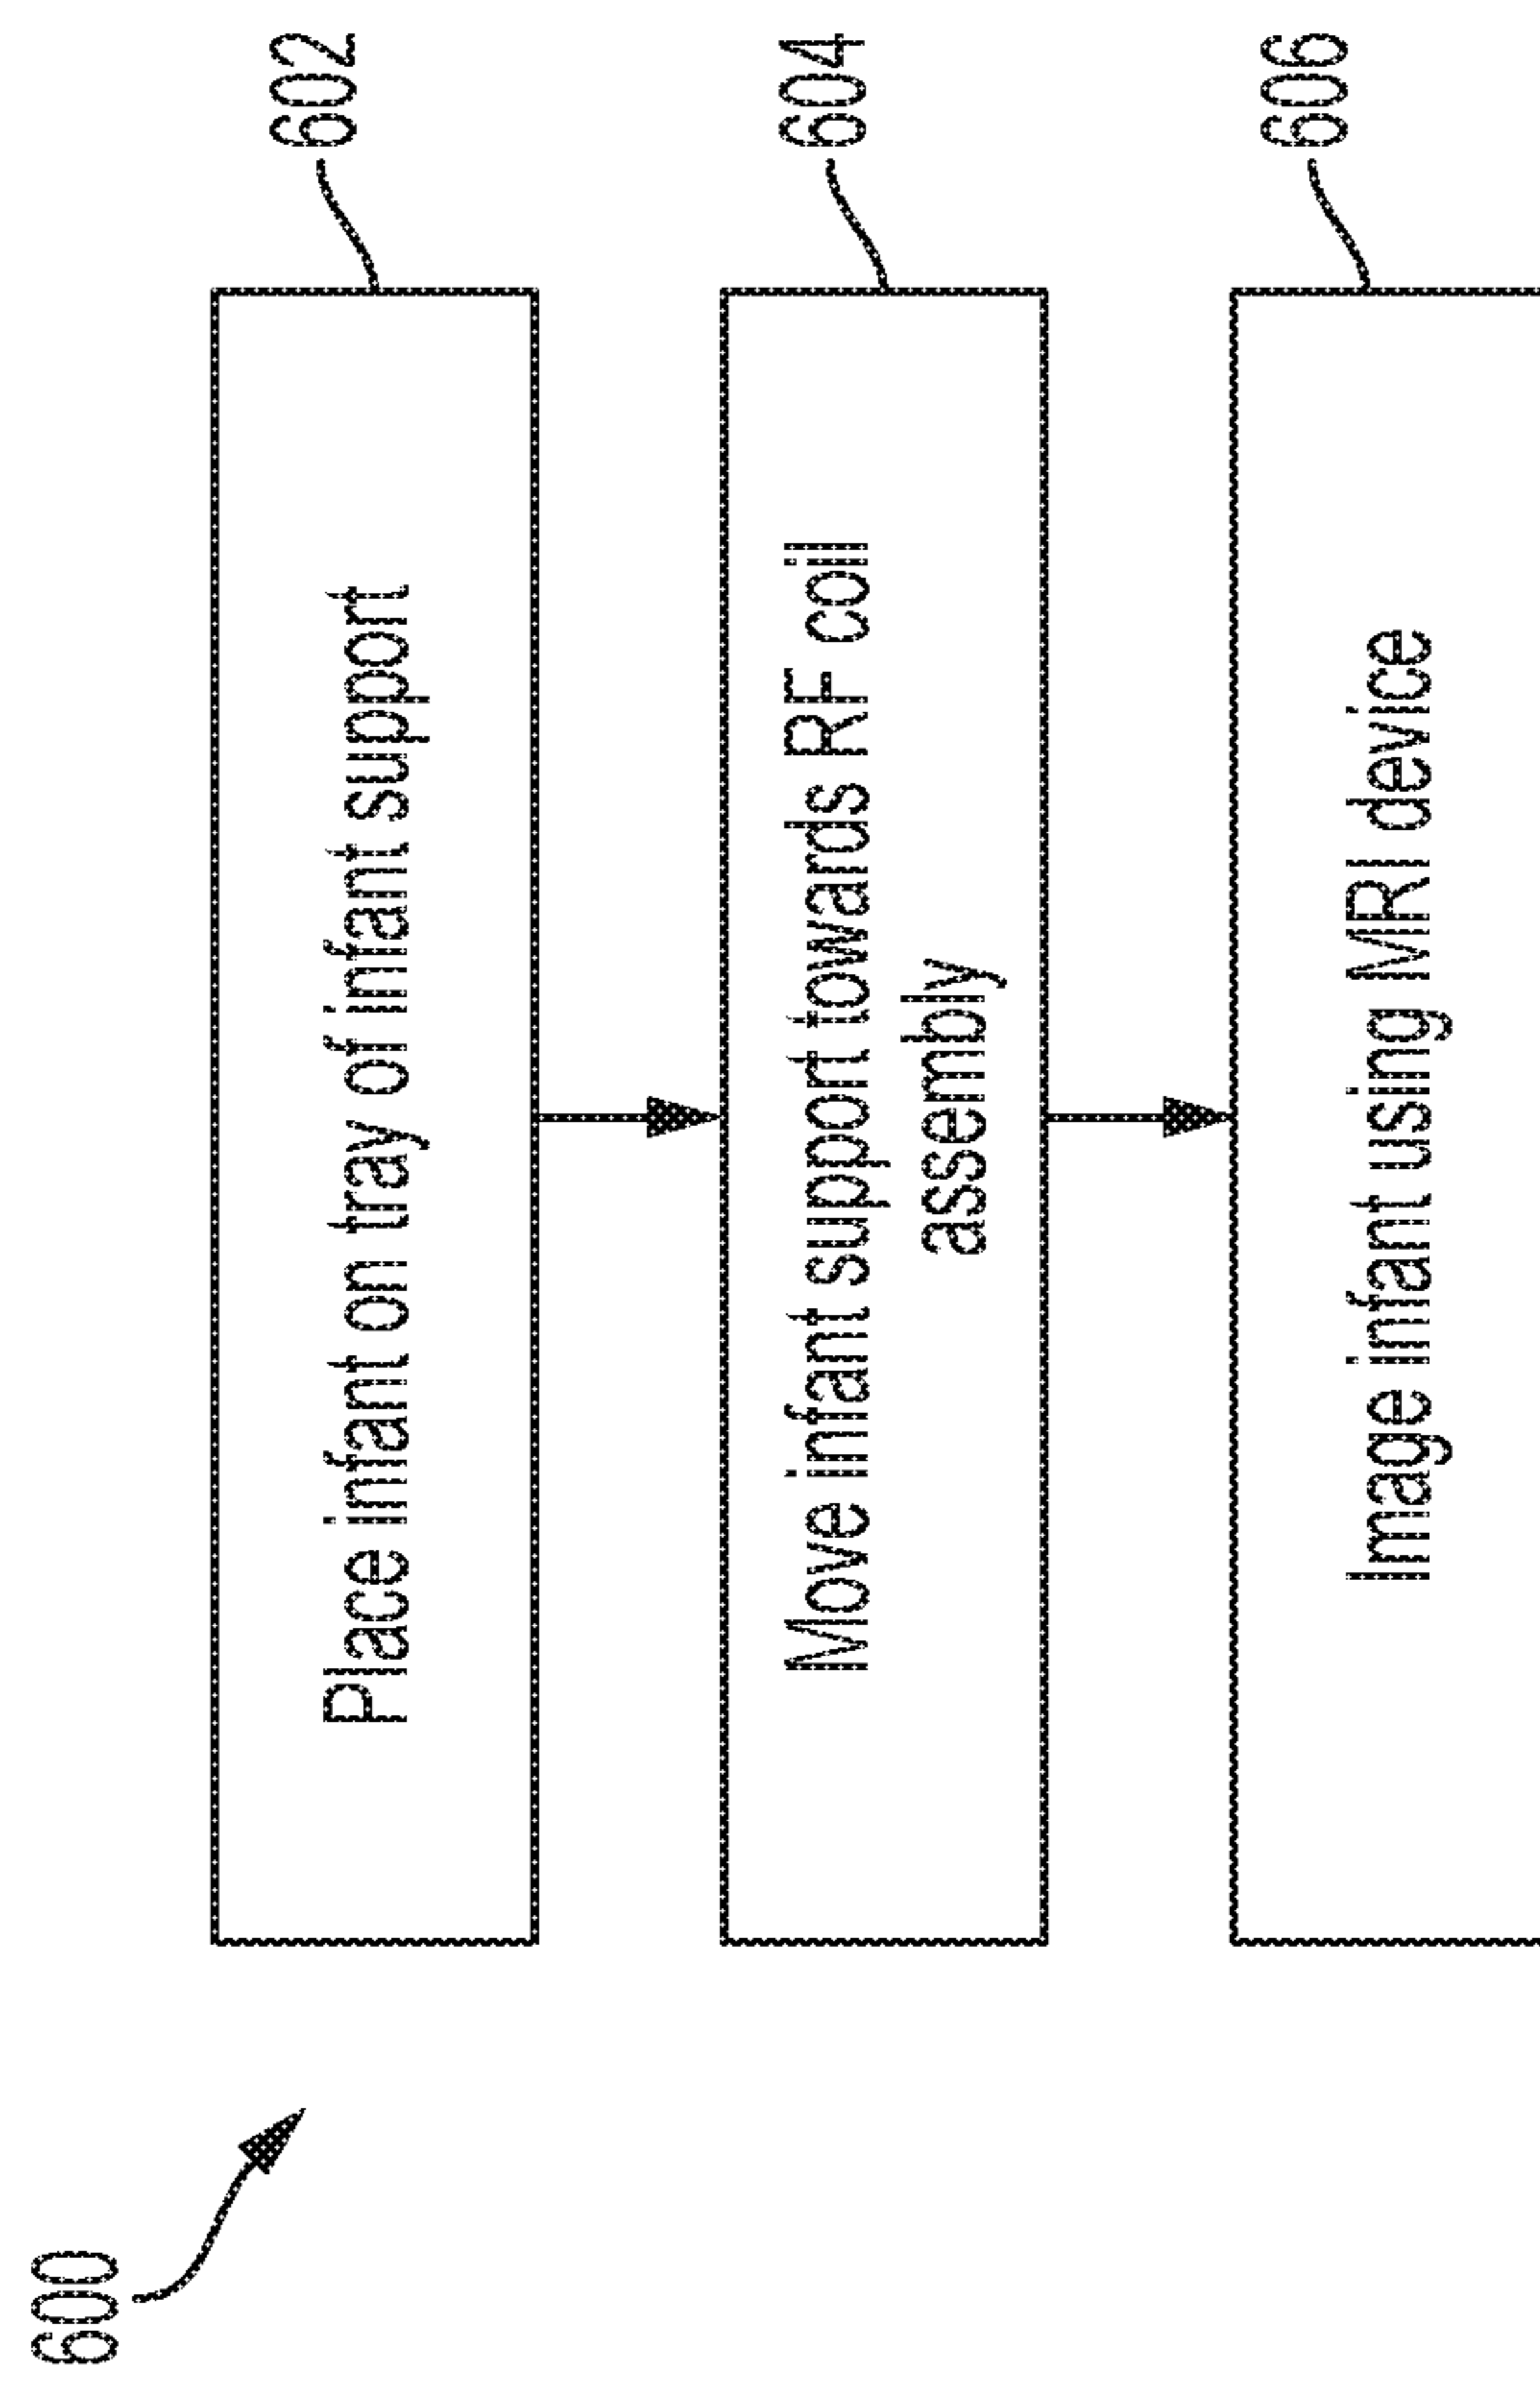 600
Place infant on tray of infant support
602
Move infant support towards RF coil
assembly
604
Image infant using MRI device
606